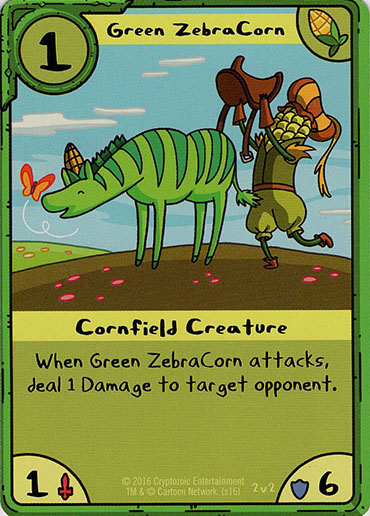 1
Green ZebraCorn
Cornfield Creature
When Green ZebraCorn attacks,
deal 1 Damage to target opponent.
© 2016 Cryptozoic Entertainment
TM & © Cartoon Network. (s16)
2v2
1
6